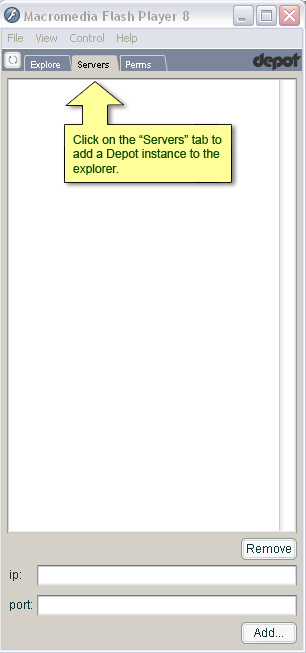 Macromedia Flash Player 8
File View Control Help
Explore Servers Perms depot
Click on the “Servers” tab to
add a Depot instance to the
explorer.
Remove
ip:
port:
Add...